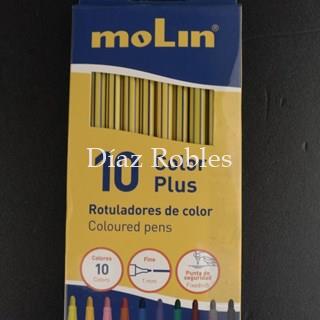 moLin®
Díaz Robles
10 Color
Plus
Rotuladores de color
Coloured pens
Colores
10
Colors
Fine
1 mm
Punta de
seguridad